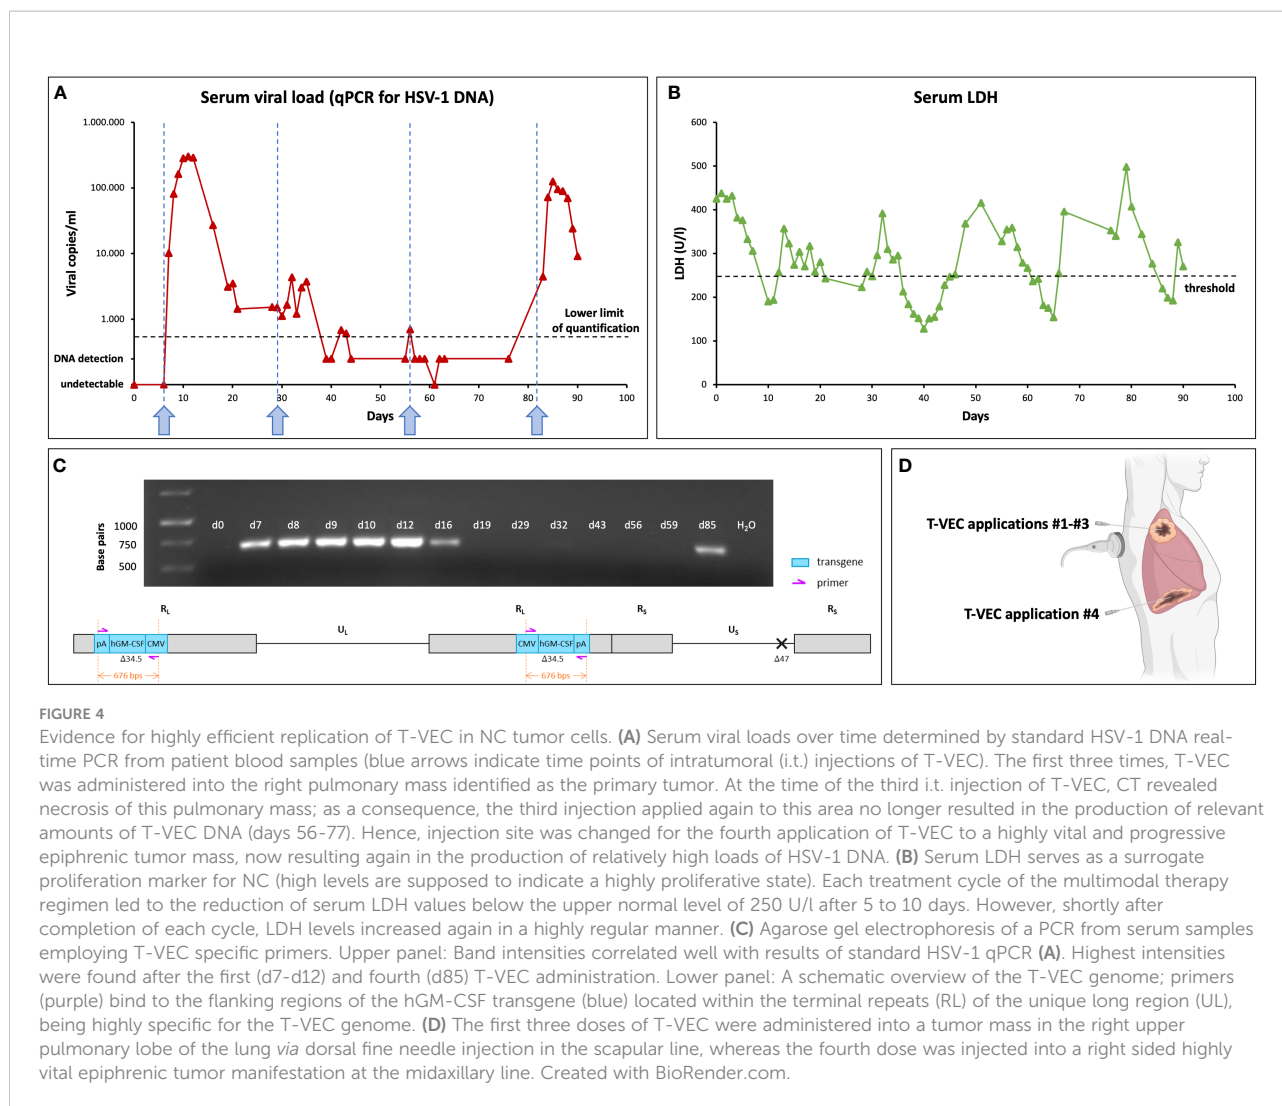 A
Serum viral load (qPCR for HSV-1 DNA)
1.000.000
100.000
10.000
1.000
DNA detection
undetectable
Viral copies/ml
Lower limit
of quantification
0 10 20 30 40 50 60 70 80 90 100
Days
B
Serum LDH
600
500
400
300
200
100
0
LDH (U/l)
threshold
0 10 20 30 40 50 60 70 80 90 100
Days
C
Base pairs
1000
750
500
d0 d7 d8 d9 d10 d12 d16 d19 d29 d32 d43 d56 d59 d85 H₂O
transgene
primer
R_L U_L R_L R_S U_S R_S
pA hGM-CSF CMV CMV hGM-CSF pA
Δ34.5 Δ34.5 Δ47
676 bps 676 bps
D
T-VEC applications #1-#3
T-VEC application #4
FIGURE 4
Evidence for highly efficient replication of T-VEC in NC tumor cells. (A) Serum viral loads over time determined by standard HSV-1 DNA real-
time PCR from patient blood samples (blue arrows indicate time points of intratumoral (i.t.) injections of T-VEC). The first three times, T-VEC
was administered into the right pulmonary mass identified as the primary tumor. At the time of the third i.t. injection of T-VEC, CT revealed
necrosis of this pulmonary mass; as a consequence, the third injection applied again to this area no longer resulted in the production of relevant
amounts of T-VEC DNA (days 56-77). Hence, injection site was changed for the fourth application of T-VEC to a highly vital and progressive
epiphrenic tumor mass, now resulting again in the production of relatively high loads of HSV-1 DNA. (B) Serum LDH serves as a surrogate
proliferation marker for NC (high levels are supposed to indicate a highly proliferative state). Each treatment cycle of the multimodal therapy
regimen led to the reduction of serum LDH values below the upper normal level of 250 U/l after 5 to 10 days. However, shortly after
completion of each cycle, LDH levels increased again in a highly regular manner. (C) Agarose gel electrophoresis of a PCR from serum samples
employing T-VEC specific primers. Upper panel: Band intensities correlated well with results of standard HSV-1 qPCR (A). Highest intensities
were found after the first (d7-d12) and fourth (d85) T-VEC administration. Lower panel: A schematic overview of the T-VEC genome; primers
(purple) bind to the flanking regions of the hGM-CSF transgene (blue) located within the terminal repeats (RL) of the unique long region (UL),
being highly specific for the T-VEC genome. (D) The first three doses of T-VEC were administered into a tumor mass in the right upper
pulmonary lobe of the lung via dorsal fine needle injection in the scapular line, whereas the fourth dose was injected into a right sided highly
vital epiphrenic tumor manifestation at the midaxillary line. Created with BioRender.com.